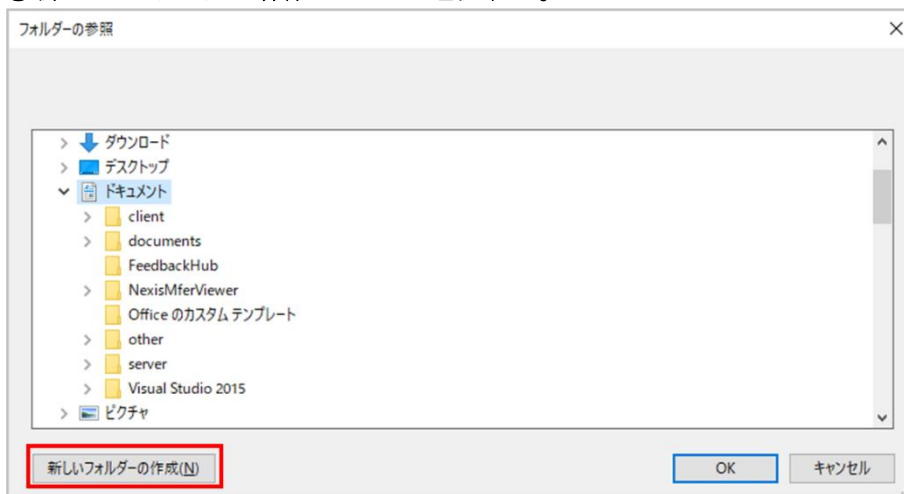 フォルダーの参照
ダウンロード
デスクトップ
ドキュメント
client
documents
FeedbackHub
NexisMferViewer
Office のカスタム テンプレート
other
server
Visual Studio 2015
ピクチャ
新しいフォルダーの作成(N)
OK
キャンセル